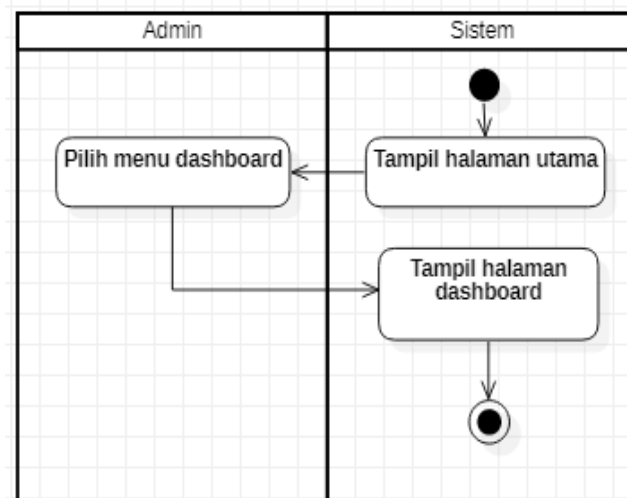 Admin
Sistem
Pilih menu dashboard
Tampil halaman utama
Tampil halaman
dashboard